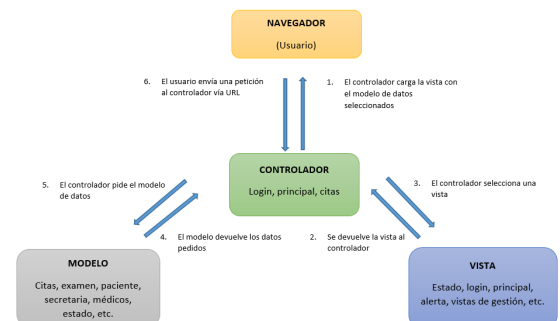 NAVEGADOR
(Usuario)
6. El usuario envía una petición
al controlador vía URL
1. El controlador carga la vista con
el modelo de datos
seleccionados
CONTROLADOR
Login, principal, citas
5. El controlador pide el modelo
de datos
3. El controlador selecciona una
vista
4. El modelo devuelve los datos
pedidos
2. Se devuelve la vista al
controlador
MODELO
Citas, examen, paciente,
secretaria, médicos,
estado, etc.
VISTA
Estado, login, principal,
alerta, vistas de gestión, etc.